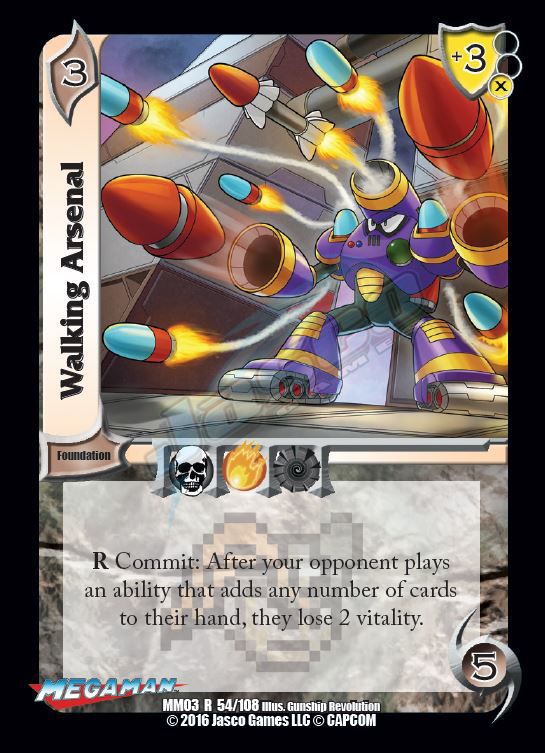 3
+3
X
Walking Arsenal
Foundation
R Commit: After your opponent plays
an ability that adds any number of cards
to their hand, they lose 2 vitality.
5
MEGAMAN™
MM03 R 54/108 Illus. Gunship Revolution
© 2016 Jasco Games LLC © CAPCOM